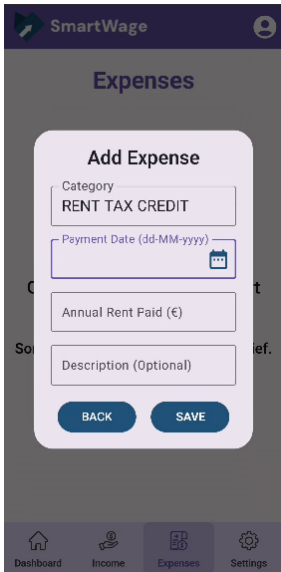 SmartWage
Expenses
Add Expense
Category
RENT TAX CREDIT
Payment Date (dd-MM-yyyy)
Annual Rent Paid (€)
Description (Optional)
BACK
SAVE
Dashboard
Income
Expenses
Settings